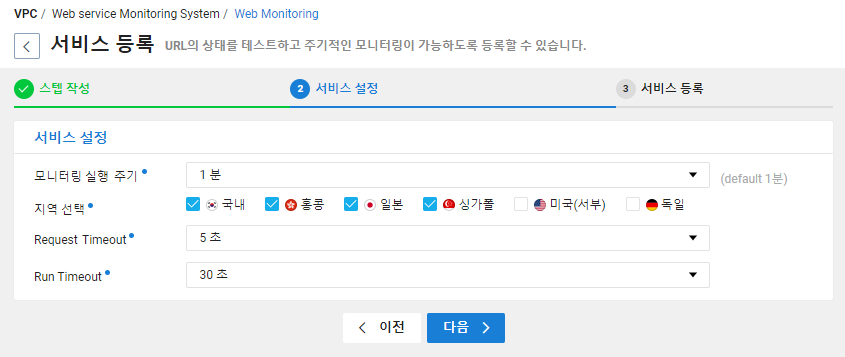 VPC / Web service Monitoring System / Web Monitoring
서비스 등록 URL의 상태를 테스트하고 주기적인 모니터링이 가능하도록 등록할 수 있습니다.
스텝 작성 2 서비스 설정 3 서비스 등록
서비스 설정
모니터링 실행 주기 1 분 (default 1분)
지역 선택 국내 홍콩 일본 싱가폴 미국(서부) 독일
Request Timeout 5 초
Run Timeout 30 초
이전 다음